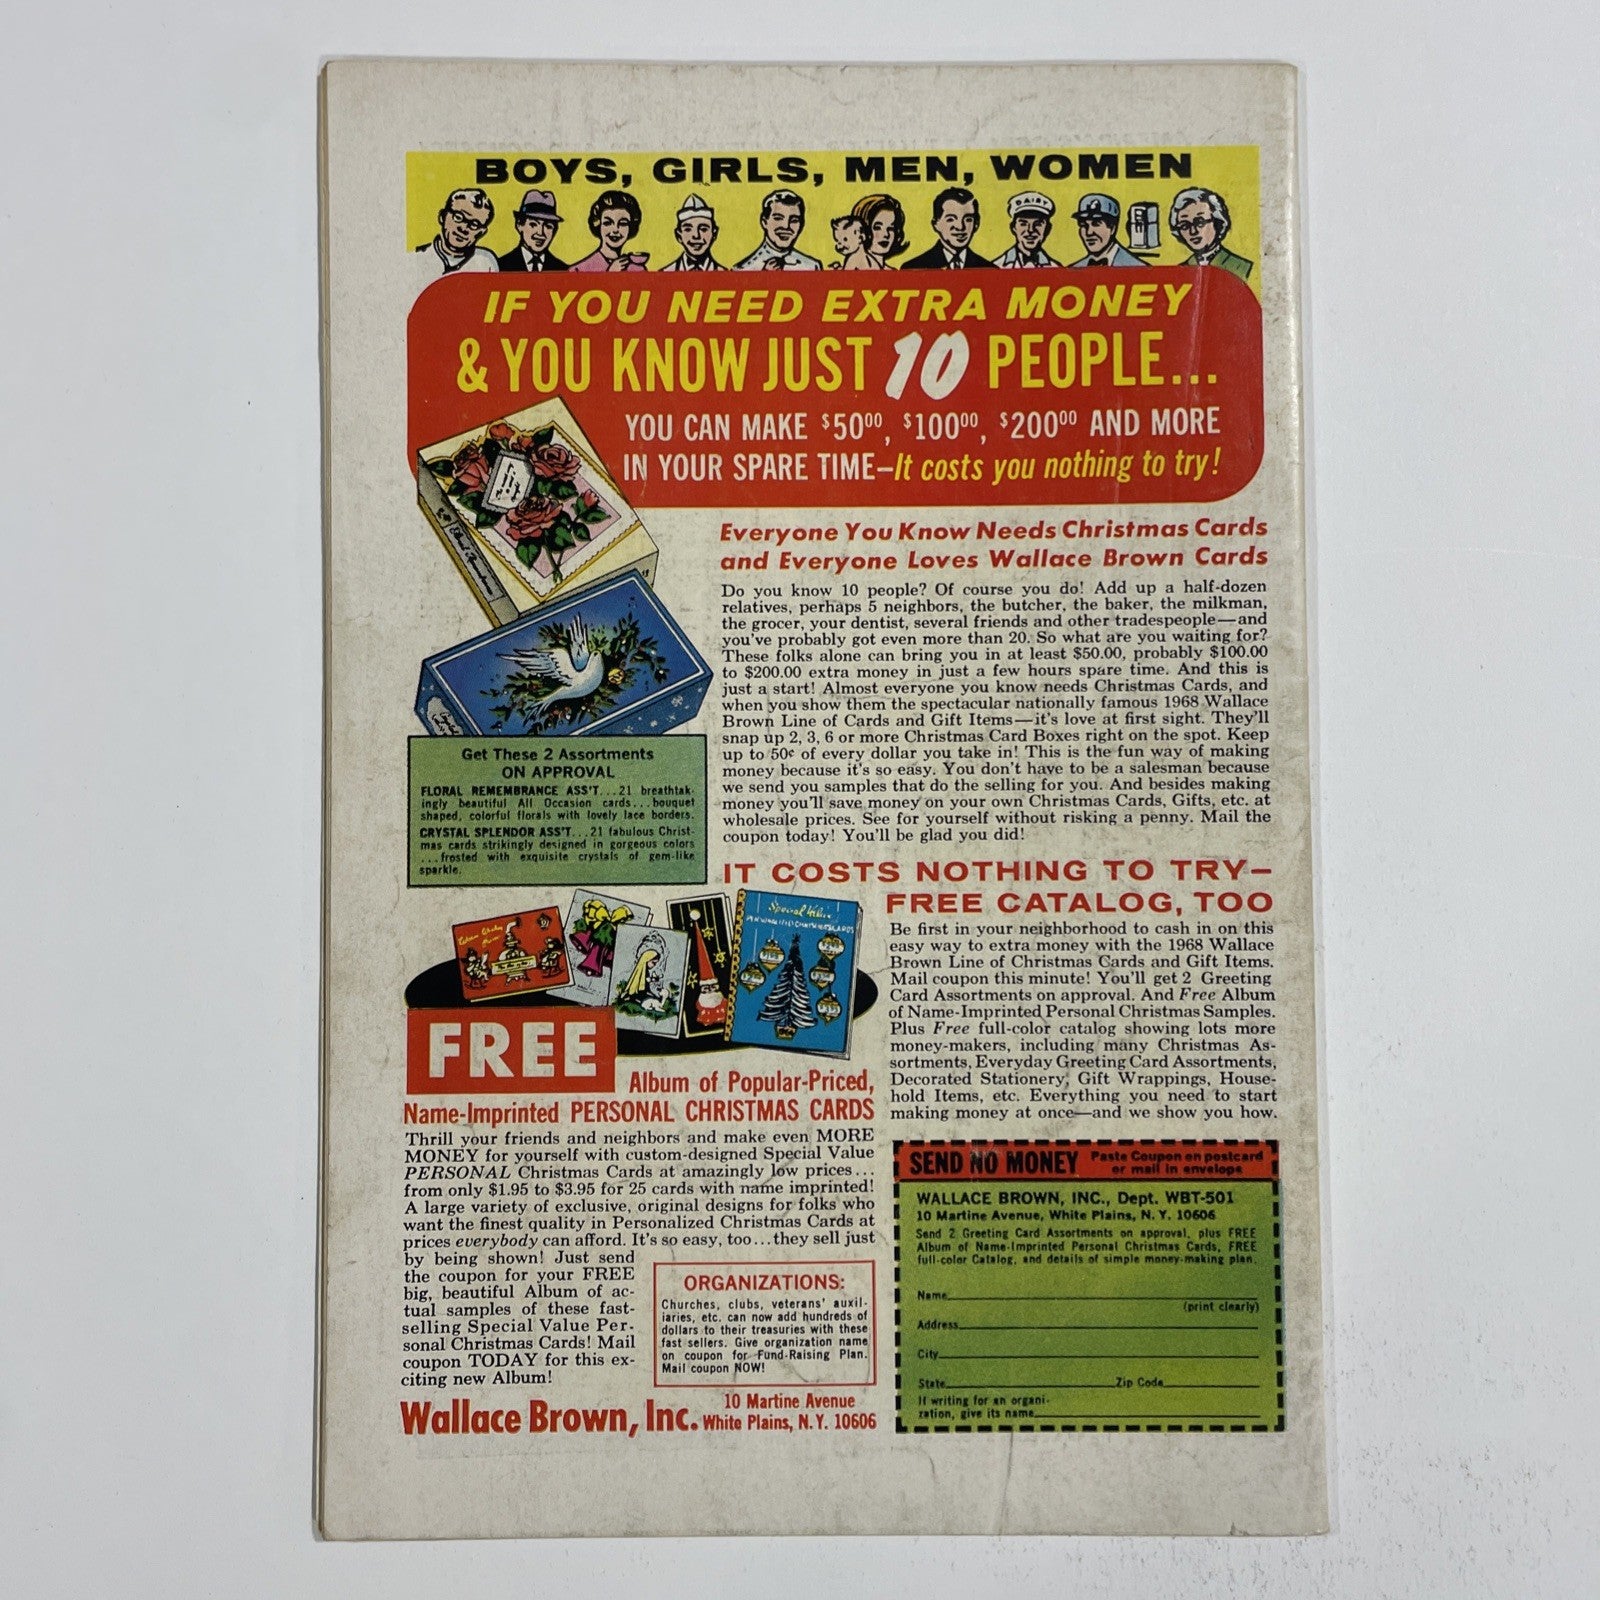 BOYS, GIRLS, MEN, WOMEN
DAIRY
IF YOU NEED EXTRA MONEY
& YOU KNOW JUST 10 PEOPLE...
YOU CAN MAKE $50.00, $100.00, $200.00 AND MORE
IN YOUR SPARE TIME—It costs you nothing to try!
Everyone You Know Needs Christmas Cards
and Everyone Loves Wallace Brown Cards
Do you know 10 people? Of course you do! Add up a half-dozen
relatives, perhaps 5 neighbors, the butcher, the baker, the milkman,
the grocer, your dentist, several friends and other tradespeople—and
you've probably got even more than 20. So what are you waiting for?
These folks alone can bring you in at least $50.00, probably $100.00
to $200.00 extra money in just a few hours spare time. And this is
just a start! Almost everyone you know needs Christmas Cards, and
when you show them the spectacular nationally famous 1968 Wallace
Brown Line of Cards and Gift Items—it's love at first sight. They'll
snap up 2, 3, 6 or more Christmas Card Boxes right on the spot. Keep
up to 50¢ of every dollar you take in! This is the fun way of making
money because it's so easy. You don't have to be a salesman because
we send you samples that do the selling for you. And besides making
money you'll save money on your own Christmas Cards, Gifts, etc. at
wholesale prices. See for yourself without risking a penny. Mail the
coupon today! You'll be glad you did!
Get These 2 Assortments
ON APPROVAL
FLORAL REMEMBRANCE ASS'T...21 breathtak-
ingly beautiful All Occasion cards...bouquet
shaped, colorful florals with lovely lace borders.
CRYSTAL SPLENDOR ASS'T...21 fabulous Christ-
mas cards strikingly designed in gorgeous colors
...frosted with exquisite crystals of gem-like
sparkle.
IT COSTS NOTHING TO TRY—
FREE CATALOG, TOO
Be first in your neighborhood to cash in on this
easy way to extra money with the 1968 Wallace
Brown Line of Christmas Cards and Gift Items.
Mail coupon this minute! You'll get 2 Greeting
Card Assortments on approval. And Free Album
of Name-Imprinted Personal Christmas Samples.
Plus Free full-color catalog showing lots more
money-makers, including many Christmas As-
sortments, Everyday Greeting Card Assortments,
Decorated Stationery, Gift Wrappings, House-
hold Items, etc. Everything you need to start
making money at once—and we show you how.
Special Value
PERSONALIZED CHRISTMAS CARDS
FREE
Album of Popular-Priced,
Name-Imprinted PERSONAL CHRISTMAS CARDS
Thrill your friends and neighbors and make even MORE
MONEY for yourself with custom-designed Special Value
PERSONAL Christmas Cards at amazingly low prices...
from only $1.95 to $3.95 for 25 cards with name imprinted!
A large variety of exclusive, original designs for folks who
want the finest quality in Personalized Christmas Cards at
prices everybody can afford. It's so easy, too...they sell just
by being shown! Just send
the coupon for your FREE
big, beautiful Album of ac-
tual samples of these fast-
selling Special Value Per-
sonal Christmas Cards! Mail
coupon TODAY for this ex-
citing new Album!
ORGANIZATIONS:
Churches, clubs, veterans' auxil-
iaries, etc. can now add hundreds of
dollars to their treasuries with these
fast sellers. Give organization name
on coupon for Fund-Raising Plan.
Mail coupon NOW!
Wallace Brown, Inc. 10 Martine Avenue
White Plains, N.Y. 10606
SEND NO MONEY Paste Coupon on postcard
or mail in envelope
WALLACE BROWN, INC., Dept. WBT-501
10 Martine Avenue, White Plains, N. Y. 10606
Send 2 Greeting Card Assortments on approval, plus FREE
Album of Name-Imprinted Personal Christmas Cards, FREE
full-color Catalog, and details of simple money-making plan.
Name
(print clearly)
Address
City
State Zip Code
If writing for an organi-
zation, give its name